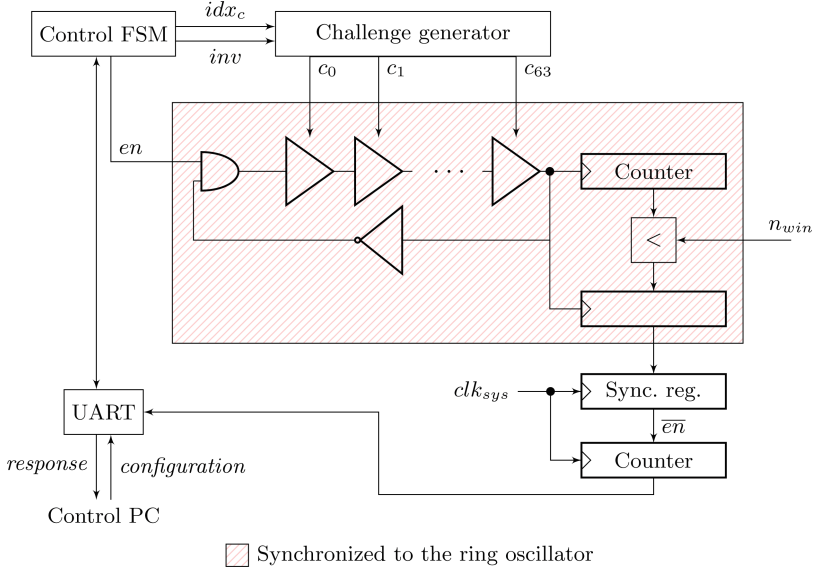 idx_c
Control FSM
Challenge generator
inv
c_0
c_1
c_63
en
...
Counter
n_win
<
clk_sys
Sync. reg.
UART
e̅n̅
response
configuration
Counter
Control PC
Synchronized to the ring oscillator